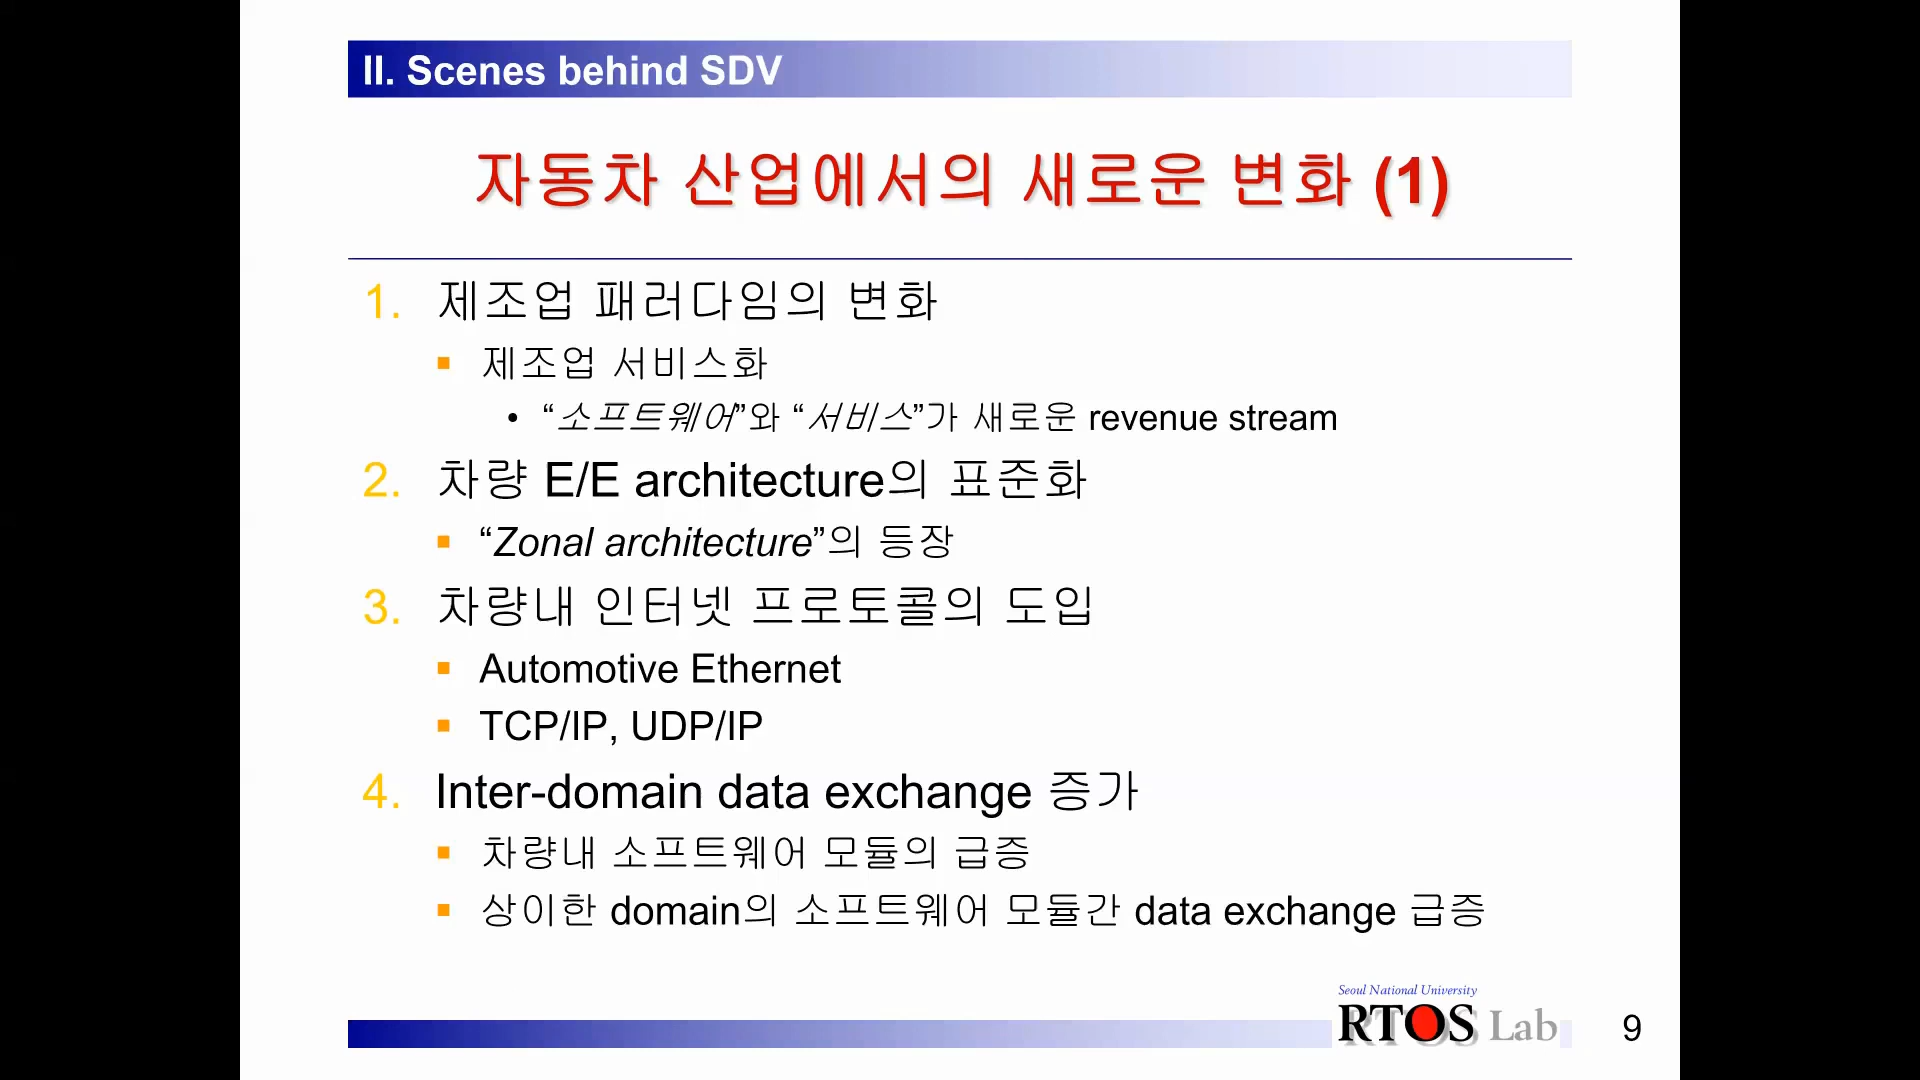 II. Scenes behind SDV
자동차 산업에서의 새로운 변화 (1)
1. 제조업 패러다임의 변화
▪ 제조업 서비스화
• “소프트웨어”와 “서비스”가 새로운 revenue stream
2. 차량 E/E architecture의 표준화
▪ “Zonal architecture”의 등장
3. 차량내 인터넷 프로토콜의 도입
▪ Automotive Ethernet
▪ TCP/IP, UDP/IP
4. Inter-domain data exchange 증가
▪ 차량내 소프트웨어 모듈의 급증
▪ 상이한 domain의 소프트웨어 모듈간 data exchange 급증
Seoul National University
RTOS Lab
9